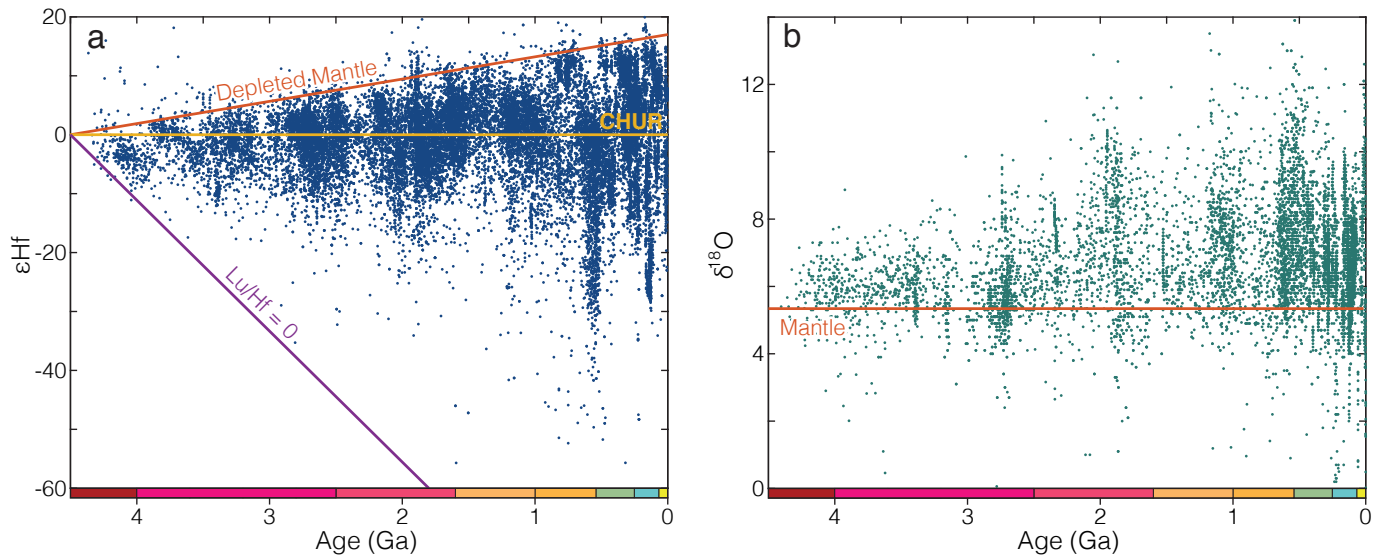 a
εHf
20
0
-20
-40
-60
Depleted Mantle
CHUR
Lu/Hf = 0
4
3
2
1
0
Age (Ga)
b
δ¹⁸O
12
8
4
0
Mantle
4
3
2
1
0
Age (Ga)